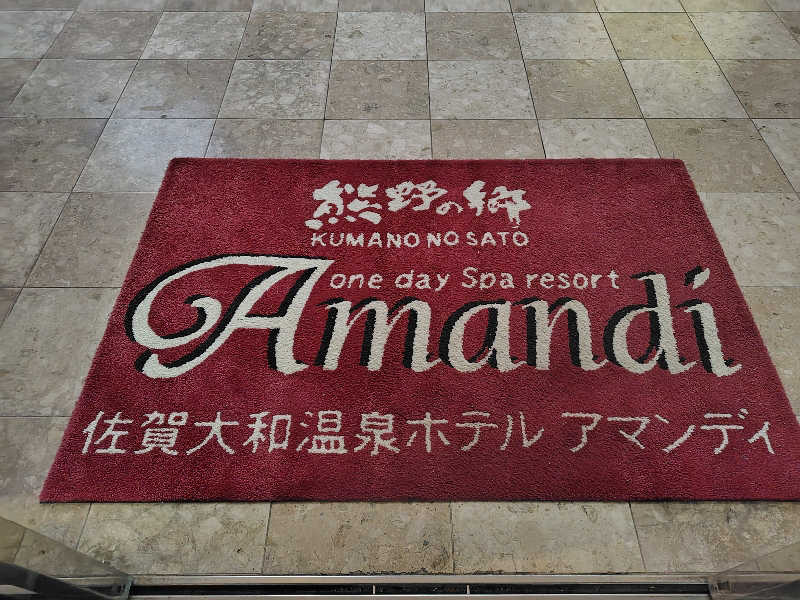 熊野の郷
KUMANO NO SATO
one day Spa resort
Amandi
佐賀大和温泉ホテル アマンディ